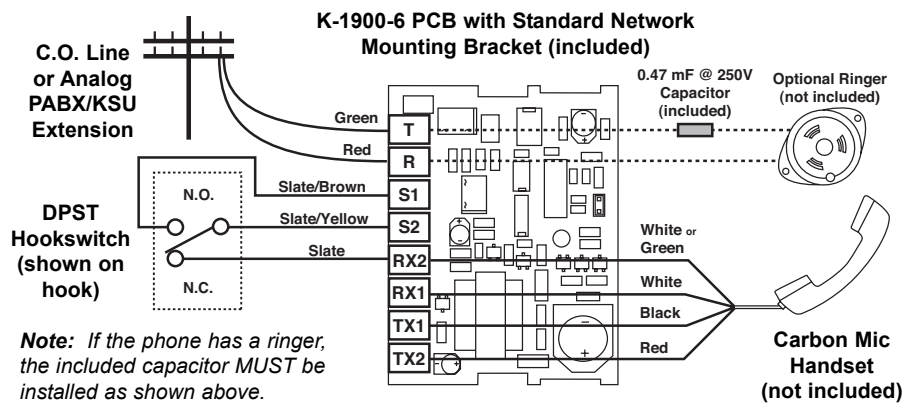 K-1900-6 PCB with Standard Network
Mounting Bracket (included)
C.O. Line
or Analog
PABX/KSU
Extension
0.47 mF @ 250V
Capacitor
(included)
Optional Ringer
(not included)
Green
T
Red
R
Slate/Brown
S1
N.O.
Slate/Yellow
S2
DPST
Hookswitch
(shown on
hook)
Slate
RX2
White or
Green
N.C.
RX1
White
TX1
Black
TX2
Red
Note: If the phone has a ringer,
the included capacitor MUST be
installed as shown above.
Carbon Mic
Handset
(not included)